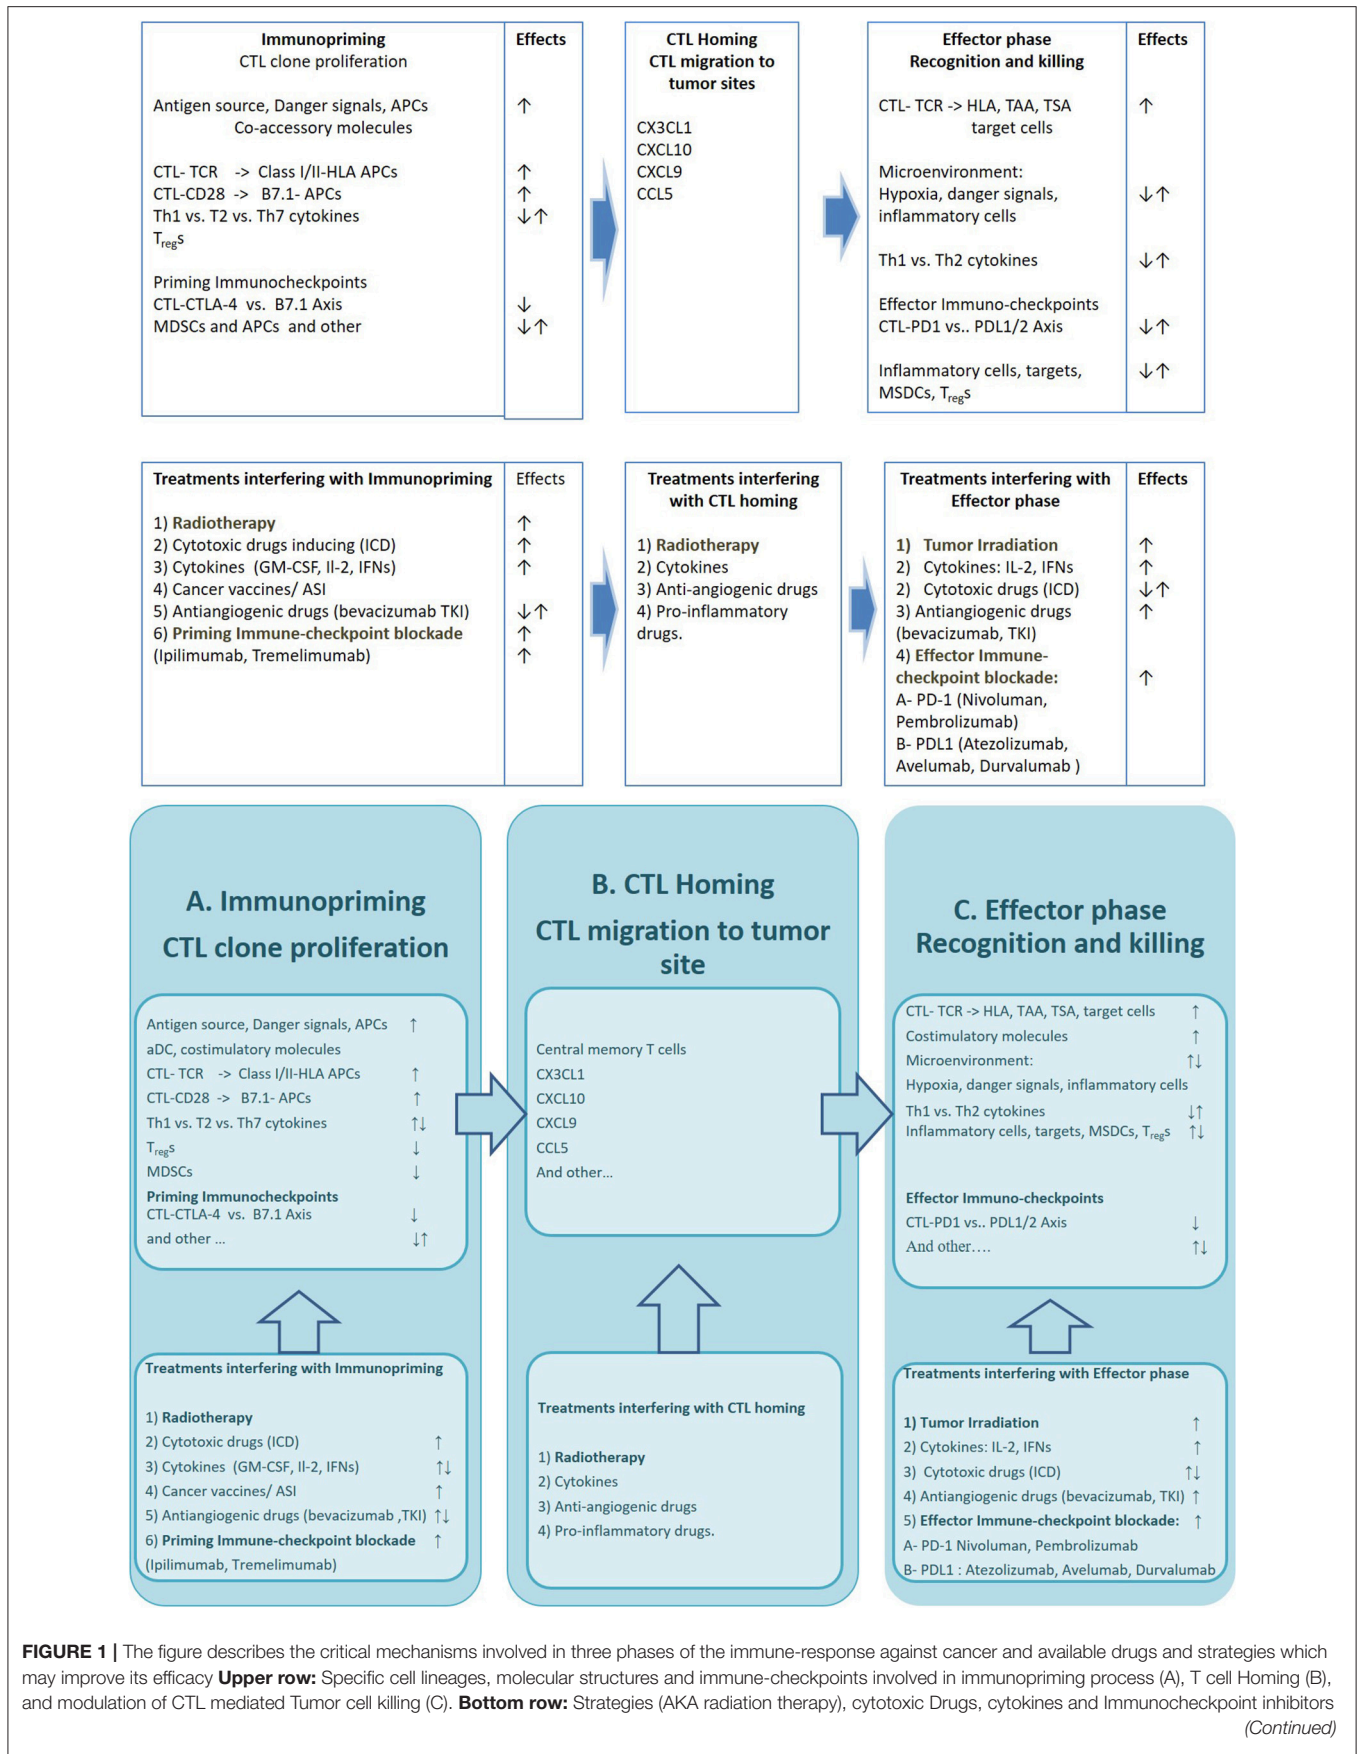 Immunopriming
CTL clone proliferation
Antigen source, Danger signals, APCs
Co-accessory molecules
CTL- TCR -> Class I/II-HLA APCs
CTL-CD28 -> B7.1- APCs
Th1 vs. T2 vs. Th7 cytokines
Tregs
Priming Immunocheckpoints
CTL-CTLA-4 vs. B7.1 Axis
MDSCs and APCs and other
Effects
↑
↑
↑
↓↑
↓
↓↑
CTL Homing
CTL migration to
tumor sites
CX3CL1
CXCL10
CXCL9
CCL5
Effector phase
Recognition and killing
CTL- TCR -> HLA, TAA, TSA
target cells
Microenvironment:
Hypoxia, danger signals,
inflammatory cells
Th1 vs. Th2 cytokines
Effector Immuno-checkpoints
CTL-PD1 vs.. PDL1/2 Axis
Inflammatory cells, targets,
MSDCs, Tregs
Effects
↑
↓↑
↓↑
↓↑
↓↑
Treatments interfering with Immunopriming
1) Radiotherapy
2) Cytotoxic drugs inducing (ICD)
3) Cytokines (GM-CSF, Il-2, IFNs)
4) Cancer vaccines/ ASI
5) Antiangiogenic drugs (bevacizumab TKI)
6) Priming Immune-checkpoint blockade
(Ipilimumab, Tremelimumab)
Effects
↑
↑
↑
↓↑
↑
↑
Treatments interfering
with CTL homing
1) Radiotherapy
2) Cytokines
3) Anti-angiogenic drugs
4) Pro-inflammatory
drugs.
Treatments interfering with
Effector phase
1) Tumor Irradiation
2) Cytokines: IL-2, IFNs
2) Cytotoxic drugs (ICD)
3) Antiangiogenic drugs
(bevacizumab, TKI)
4) Effector Immune-
checkpoint blockade:
A- PD-1 (Nivoluman,
Pembrolizumab)
B- PDL1 (Atezolizumab,
Avelumab, Durvalumab )
Effects
↑
↑
↓↑
↑
↑
A. Immunopriming
CTL clone proliferation
Antigen source, Danger signals, APCs ↑
aDC, costimulatory molecules
CTL- TCR -> Class I/II-HLA APCs ↑
CTL-CD28 -> B7.1- APCs ↑
Th1 vs. T2 vs. Th7 cytokines ↑↓
Tregs ↓
MDSCs ↓
Priming Immunocheckpoints
CTL-CTLA-4 vs. B7.1 Axis ↓
and other ... ↓↑
Treatments interfering with Immunopriming
1) Radiotherapy
2) Cytotoxic drugs (ICD) ↑
3) Cytokines (GM-CSF, Il-2, IFNs) ↑↓
4) Cancer vaccines/ ASI ↑
5) Antiangiogenic drugs (bevacizumab ,TKI) ↑↓
6) Priming Immune-checkpoint blockade ↑
(Ipilimumab, Tremelimumab)
B. CTL Homing
CTL migration to tumor
site
Central memory T cells
CX3CL1
CXCL10
CXCL9
CCL5
And other...
Treatments interfering with CTL homing
1) Radiotherapy
2) Cytokines
3) Anti-angiogenic drugs
4) Pro-inflammatory drugs.
C. Effector phase
Recognition and killing
CTL- TCR -> HLA, TAA, TSA, target cells ↑
Costimulatory molecules ↑
Microenvironment: ↑↓
Hypoxia, danger signals, inflammatory cells
Th1 vs. Th2 cytokines ↓↑
Inflammatory cells, targets, MSDCs, Tregs ↑↓
Effector Immuno-checkpoints
CTL-PD1 vs.. PDL1/2 Axis ↓
And other.... ↑↓
Treatments interfering with Effector phase
1) Tumor Irradiation ↑
2) Cytokines: IL-2, IFNs ↑
3) Cytotoxic drugs (ICD) ↑↓
4) Antiangiogenic drugs (bevacizumab, TKI) ↑
5) Effector Immune-checkpoint blockade: ↑
A- PD-1 Nivoluman, Pembrolizumab
B- PDL1 : Atezolizumab, Avelumab, Durvalumab
FIGURE 1 | The figure describes the critical mechanisms involved in three phases of the immune-response against cancer and available drugs and strategies which
may improve its efficacy Upper row: Specific cell lineages, molecular structures and immune-checkpoints involved in immunopriming process (A), T cell Homing (B),
and modulation of CTL mediated Tumor cell killing (C). Bottom row: Strategies (AKA radiation therapy), cytotoxic Drugs, cytokines and Immunocheckpoint inhibitors
(Continued)